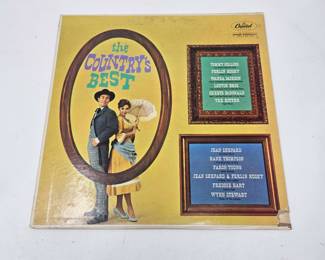 Capitol
the
COUNTRY'S
BEST
TOMMY COLLINS
FERLIN HUSKY
WANDA JACKSON
LOUVIN BROS.
SKEETS McDONALD
TEX RITTER
JEAN SHEPARD
HANK THOMPSON
FARON YOUNG
JEAN SHEPARD & FERLIN HUSKY
FREDDIE HART
WYNN STEWART